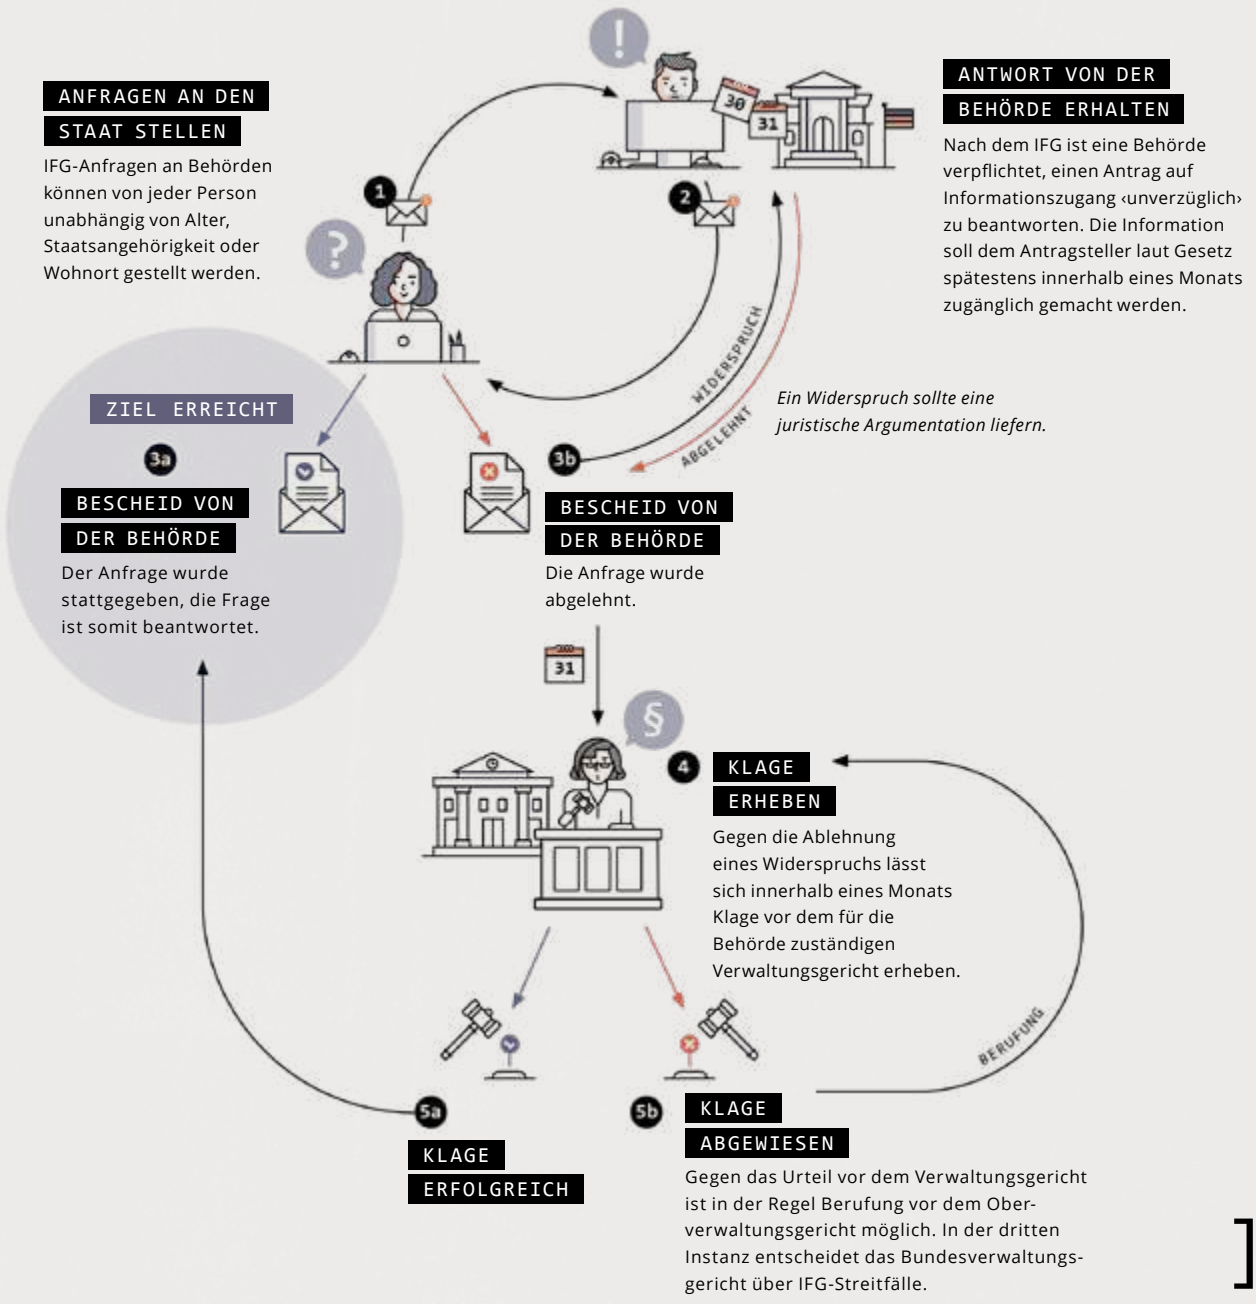 !
30
31
ANFRAGEN AN DEN
STAAT STELLEN
IFG-Anfragen an Behörden
können von jeder Person
unabhängig von Alter,
Staatsangehörigkeit oder
Wohnort gestellt werden.
1
?
2
ANTWORT VON DER
BEHÖRDE ERHALTEN
Nach dem IFG ist eine Behörde
verpflichtet, einen Antrag auf
Informationszugang ‹unverzüglich›
zu beantworten. Die Information
soll dem Antragsteller laut Gesetz
spätestens innerhalb eines Monats
zugänglich gemacht werden.
WIDERSPRUCH
ABGELEHNT
Ein Widerspruch sollte eine
juristische Argumentation liefern.
ZIEL ERREICHT
3a
BESCHEID VON
DER BEHÖRDE
Der Anfrage wurde
stattgegeben, die Frage
ist somit beantwortet.
3b
BESCHEID VON
DER BEHÖRDE
Die Anfrage wurde
abgelehnt.
31
§
4
KLAGE
ERHEBEN
Gegen die Ablehnung
eines Widerspruchs lässt
sich innerhalb eines Monats
Klage vor dem für die
Behörde zuständigen
Verwaltungsgericht erheben.
BERUFUNG
5a
KLAGE
ERFOLGREICH
5b
KLAGE
ABGEWIESEN
Gegen das Urteil vor dem Verwaltungsgericht
ist in der Regel Berufung vor dem Ober-
verwaltungsgericht möglich. In der dritten
Instanz entscheidet das Bundesverwaltungs-
gericht über IFG-Streitfälle.
]